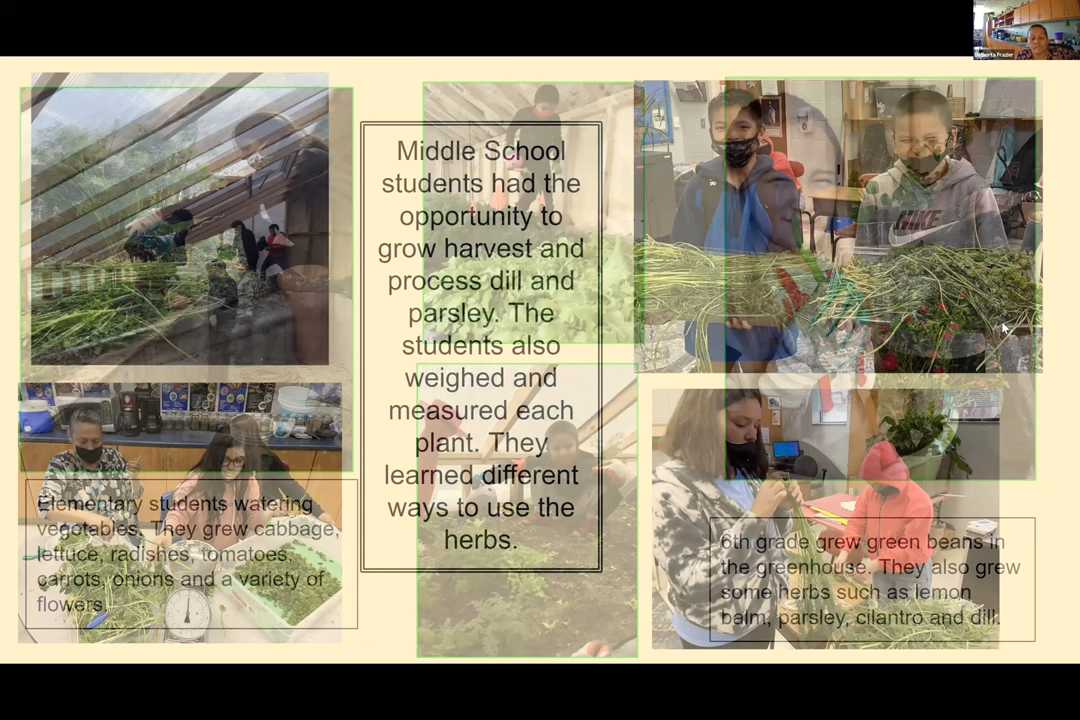 Delberta Frazier
Middle School
students had the
opportunity to
grow harvest and
process dill and
parsley. The
students also
weighed and
measured each
plant. They
learned different
ways to use the
herbs.
NIKE
Elementary students watering
vegotables. They grew cabbage,
lettuce, radishes, tomatoes,
carrots, onions and a variety of
flowers.
6th grade grew green beans in
the greenhouse. They also grew
some herbs such as lemon
balm, parsley, cilantro and dill.